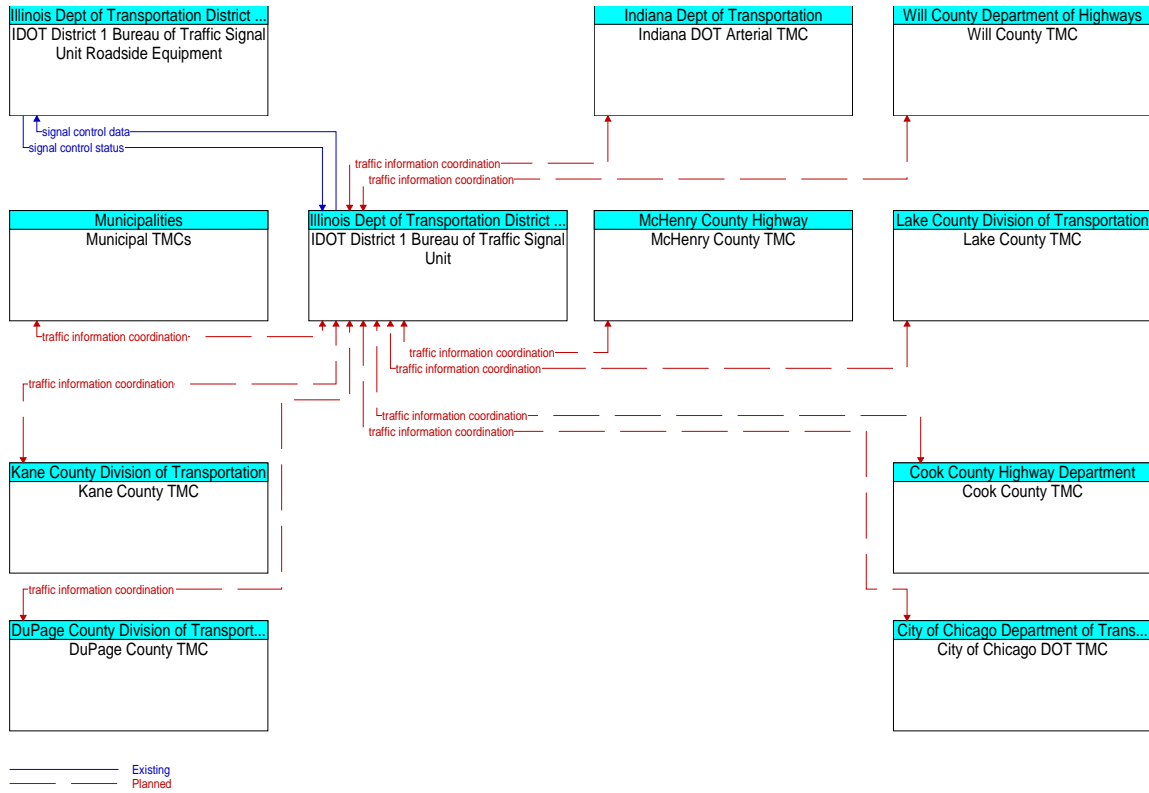 Illinois Dept of Transportation District ...
IDOT District 1 Bureau of Traffic Signal
Unit Roadside Equipment
Indiana Dept of Transportation
Indiana DOT Arterial TMC
Will County Department of Highways
Will County TMC
signal control data
signal control status
traffic information coordination
traffic information coordination
Municipalities
Municipal TMCs
Illinois Dept of Transportation District ...
IDOT District 1 Bureau of Traffic Signal
Unit
McHenry County Highway
McHenry County TMC
Lake County Division of Transportation
Lake County TMC
traffic information coordination
traffic information coordination
traffic information coordination
traffic information coordination
traffic information coordination
traffic information coordination
Kane County Division of Transportation
Kane County TMC
Cook County Highway Department
Cook County TMC
traffic information coordination
DuPage County Division of Transport...
DuPage County TMC
City of Chicago Department of Trans...
City of Chicago DOT TMC
Existing
Planned